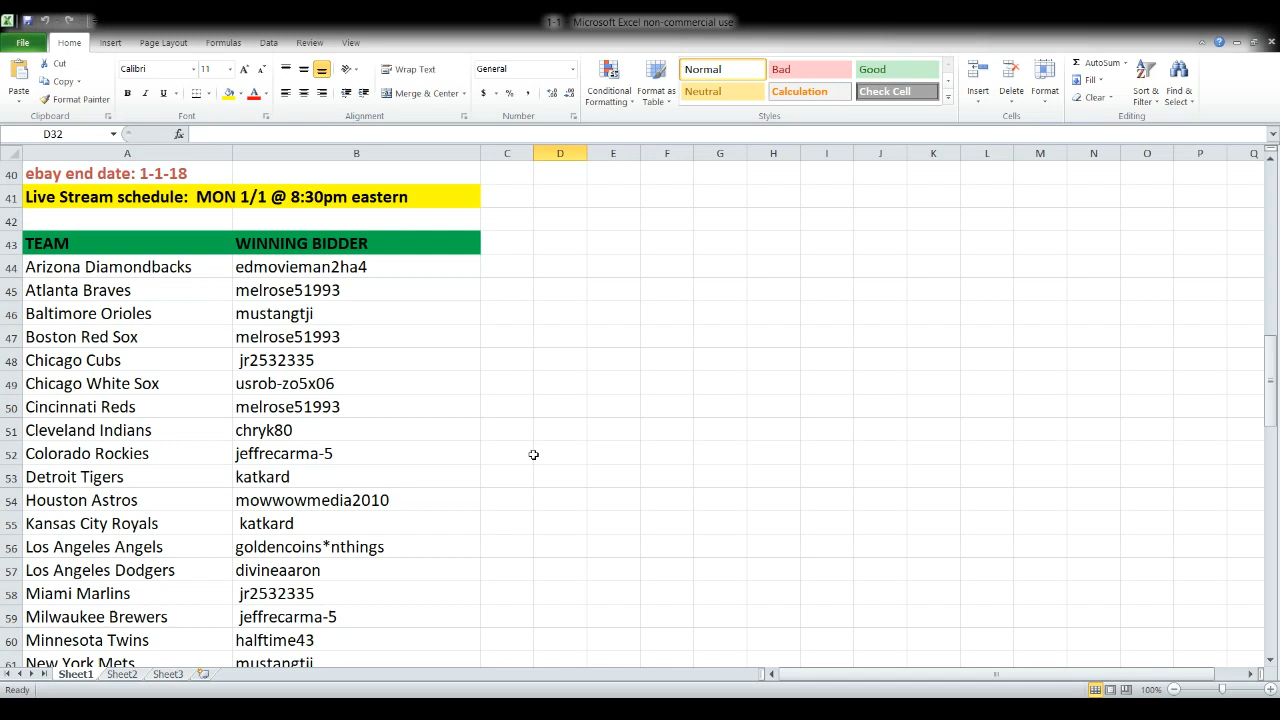 1-1 - Microsoft Excel non-commercial use
File Home Insert Page Layout Formulas Data Review View
Paste
Cut
Copy
Format Painter
Clipboard
Calibri 11 A A
B I U A
Font
Wrap Text
Merge & Center
Alignment
General
$ % ,
Number
Conditional Formatting
Format as Table
Normal Bad Good
Neutral Calculation Check Cell
Styles
Insert Delete Format
Cells
Σ AutoSum
Fill
Clear
Sort & Filter
Find & Select
Editing
D32 fx
A B C D E F G H I J K L M N O P Q
40 ebay end date: 1-1-18
41 Live Stream schedule: MON 1/1 @ 8:30pm eastern
42
43 TEAM WINNING BIDDER
44 Arizona Diamondbacks edmovieman2ha4
45 Atlanta Braves melrose51993
46 Baltimore Orioles mustangtji
47 Boston Red Sox melrose51993
48 Chicago Cubs jr2532335
49 Chicago White Sox usrob-zo5x06
50 Cincinnati Reds melrose51993
51 Cleveland Indians chryk80
52 Colorado Rockies jeffrecarma-5
53 Detroit Tigers katkard
54 Houston Astros mowwowmedia2010
55 Kansas City Royals katkard
56 Los Angeles Angels goldencoins*nthings
57 Los Angeles Dodgers divineaaron
58 Miami Marlins jr2532335
59 Milwaukee Brewers jeffrecarma-5
60 Minnesota Twins halftime43
61 New York Mets mustangtji
Sheet1 Sheet2 Sheet3
Ready 100%